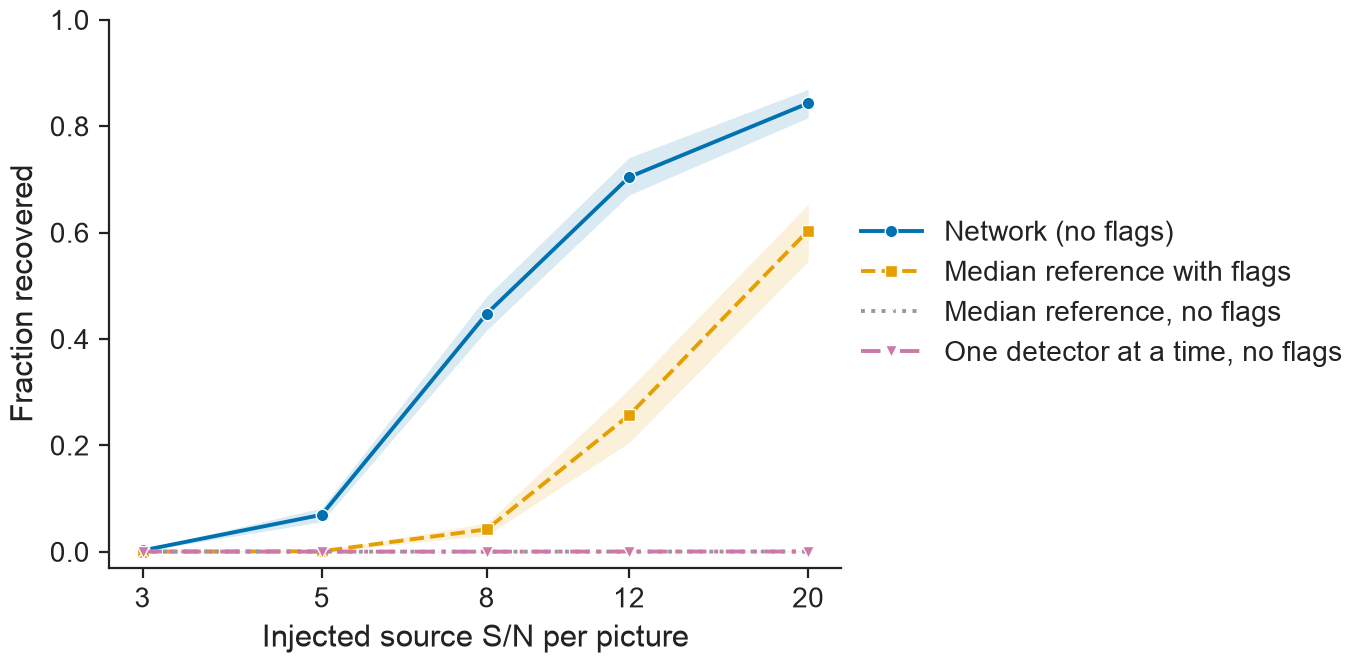 1.0
0.8
0.6
0.4
0.2
0.0
Fraction recovered
3 5 8 12 20
Injected source S/N per picture
Network (no flags)
Median reference with flags
Median reference, no flags
One detector at a time, no flags